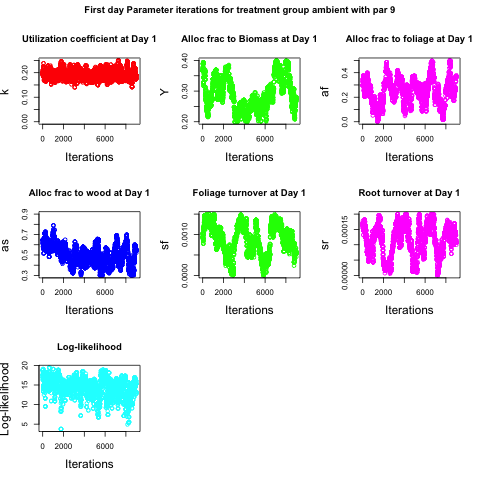 First day Parameter iterations for treatment group ambient with par 9
Utilization coefficient at Day 1
k
0.00
0.10
0.20
0
2000
6000
Iterations
Alloc frac to Biomass at Day 1
Y
0.20
0.30
0.40
0
2000
6000
Iterations
Alloc frac to foliage at Day 1
af
0.0
0.2
0.4
0
2000
6000
Iterations
Alloc frac to wood at Day 1
as
0.3
0.5
0.7
0.9
0
2000
6000
Iterations
Foliage turnover at Day 1
sf
0.0000
0.0010
0
2000
6000
Iterations
Root turnover at Day 1
sr
0.00000
0.00015
0
2000
6000
Iterations
Log-likelihood
Log-likelihood
5
10
15
20
0
2000
6000
Iterations